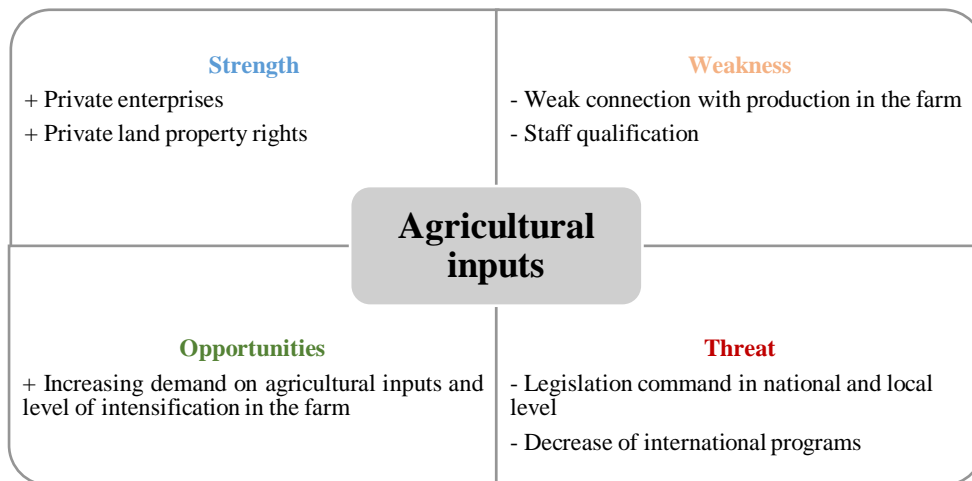 Strength
+ Private enterprises
+ Private land property rights
Weakness
- Weak connection with production in the farm
- Staff qualification
Agricultural
inputs
Opportunities
+ Increasing demand on agricultural inputs and
level of intensification in the farm
Threat
- Legislation command in national and local
level
- Decrease of international programs